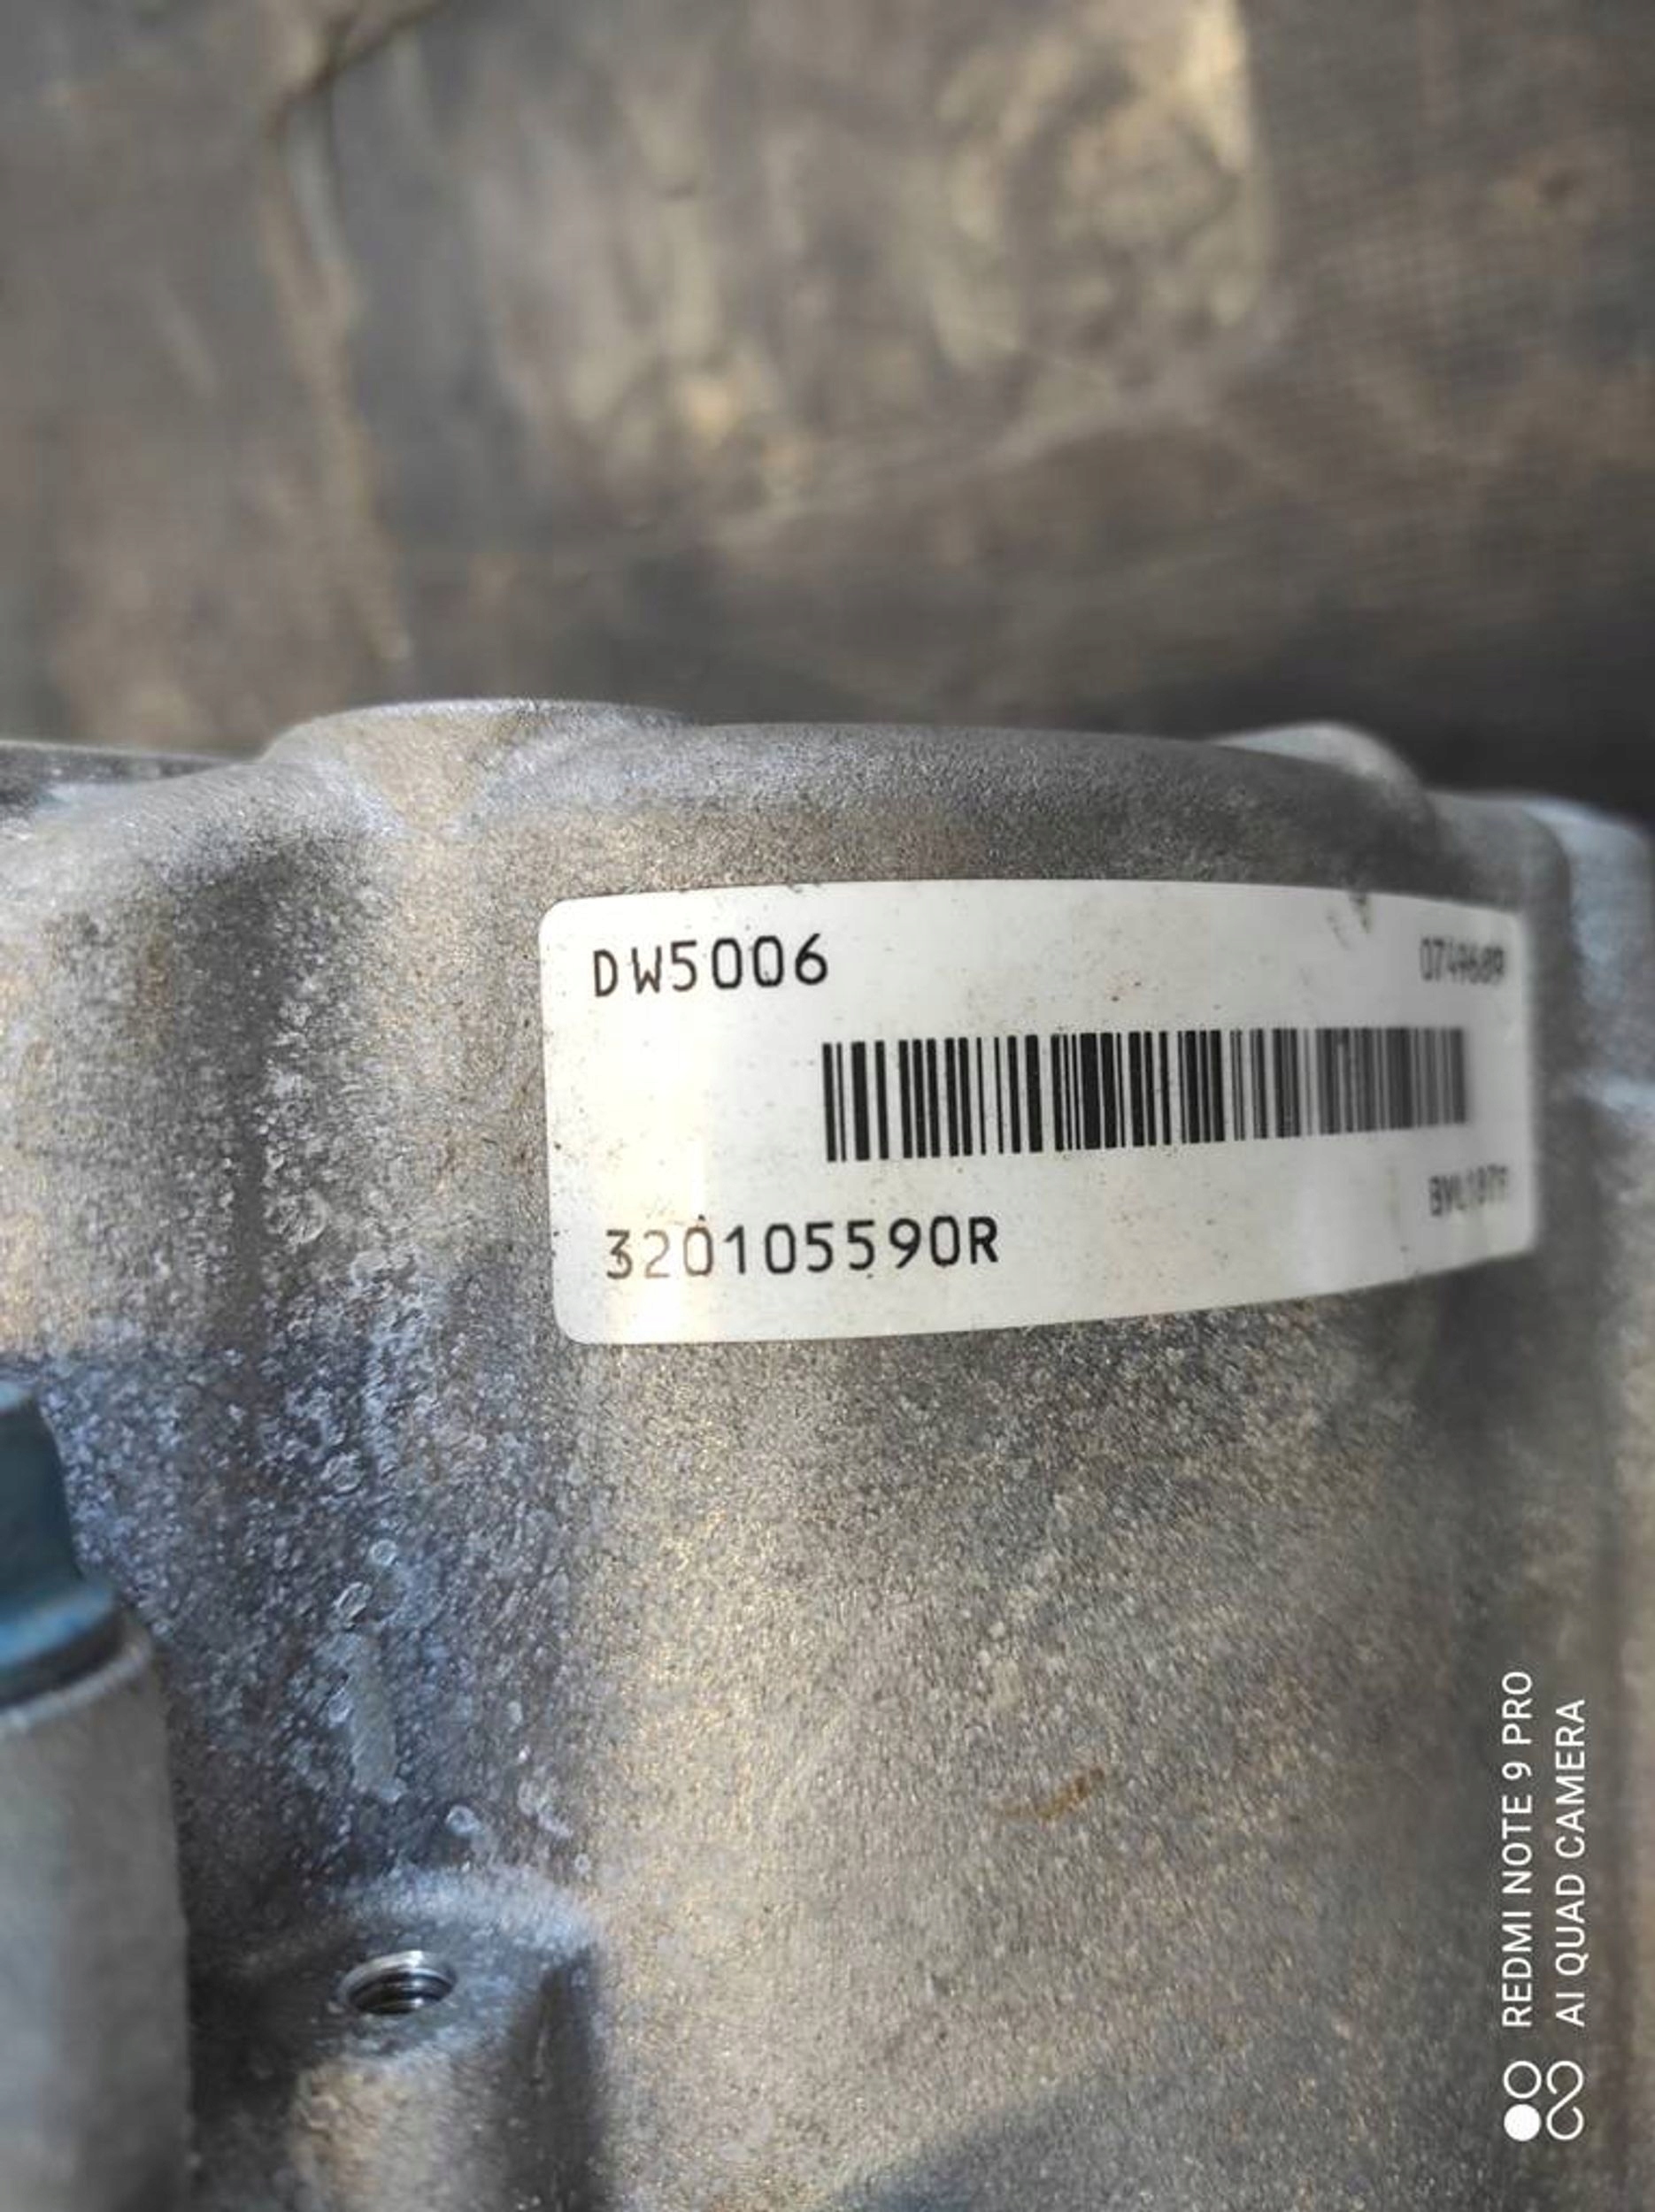 DW5006
320105590R
REDMI NOTE 9 PRO
AI QUAD CAMERA